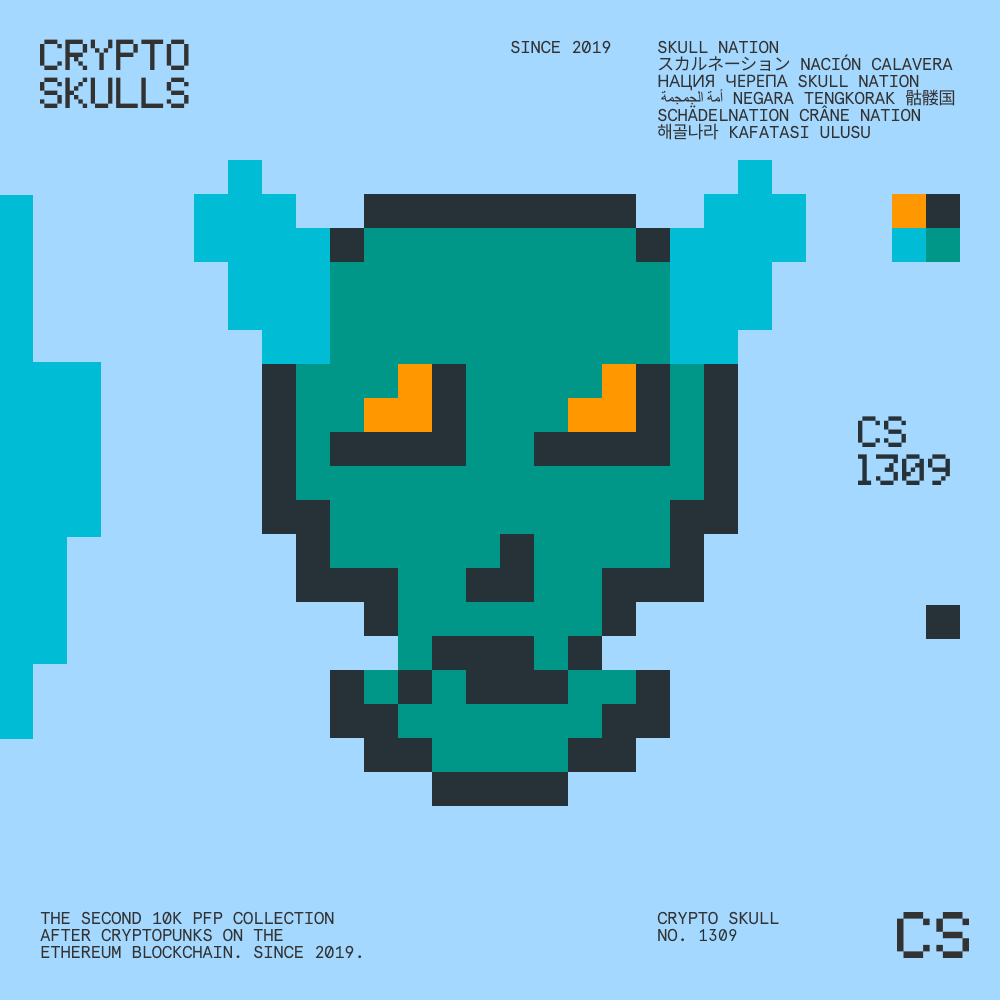 CRYPTO
SKULLS
SINCE 2019
SKULL NATION
スカルネーション NACIÓN CALAVERA
НАЦИЯ ЧЕРЕПА SKULL NATION
أمة الجمجمة NEGARA TENGKORAK 骷髅国
SCHÄDELNATION CRÂNE NATION
해골나라 KAFATASI ULUSU
CS
1309
THE SECOND 10K PFP COLLECTION
AFTER CRYPTOPUNKS ON THE
ETHEREUM BLOCKCHAIN. SINCE 2019.
CRYPTO SKULL
NO. 1309
CS